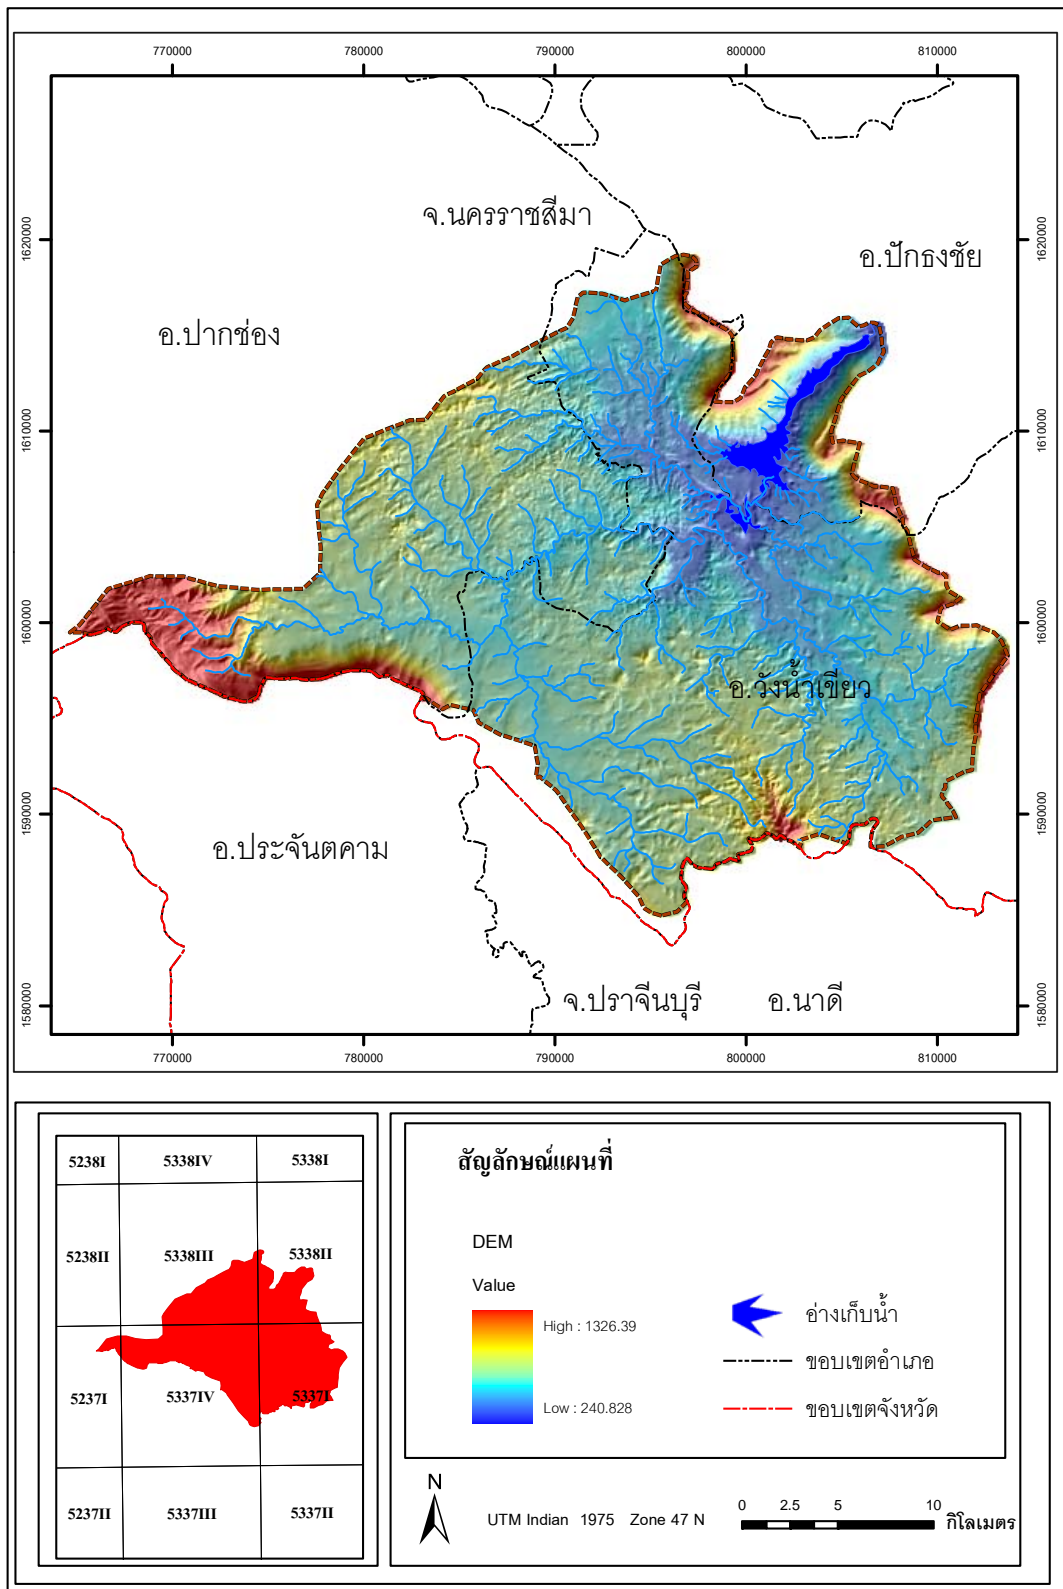 770000 780000 790000 800000 810000
1620000 1620000
1610000 1610000
1600000 1600000
1590000 1590000
1580000 1580000
จ.นครราชสีมา
อ.ปักธงชัย
อ.ปากช่อง
อ.วังน้ำเขียว
อ.ประจันตคาม
จ.ปราจีนบุรี อ.นาดี
770000 780000 790000 800000 810000
5238I 5338IV 5338I
5238II 5338III 5338II
5237I 5337IV 5337I
5237II 5337III 5337II
สัญลักษณ์แผนที่
DEM
Value
High : 1326.39
Low : 240.828
อ่างเก็บน้ำ
ขอบเขตอำเภอ
ขอบเขตจังหวัด
N
UTM Indian 1975 Zone 47 N
0 2.5 5 10
กิโลเมตร